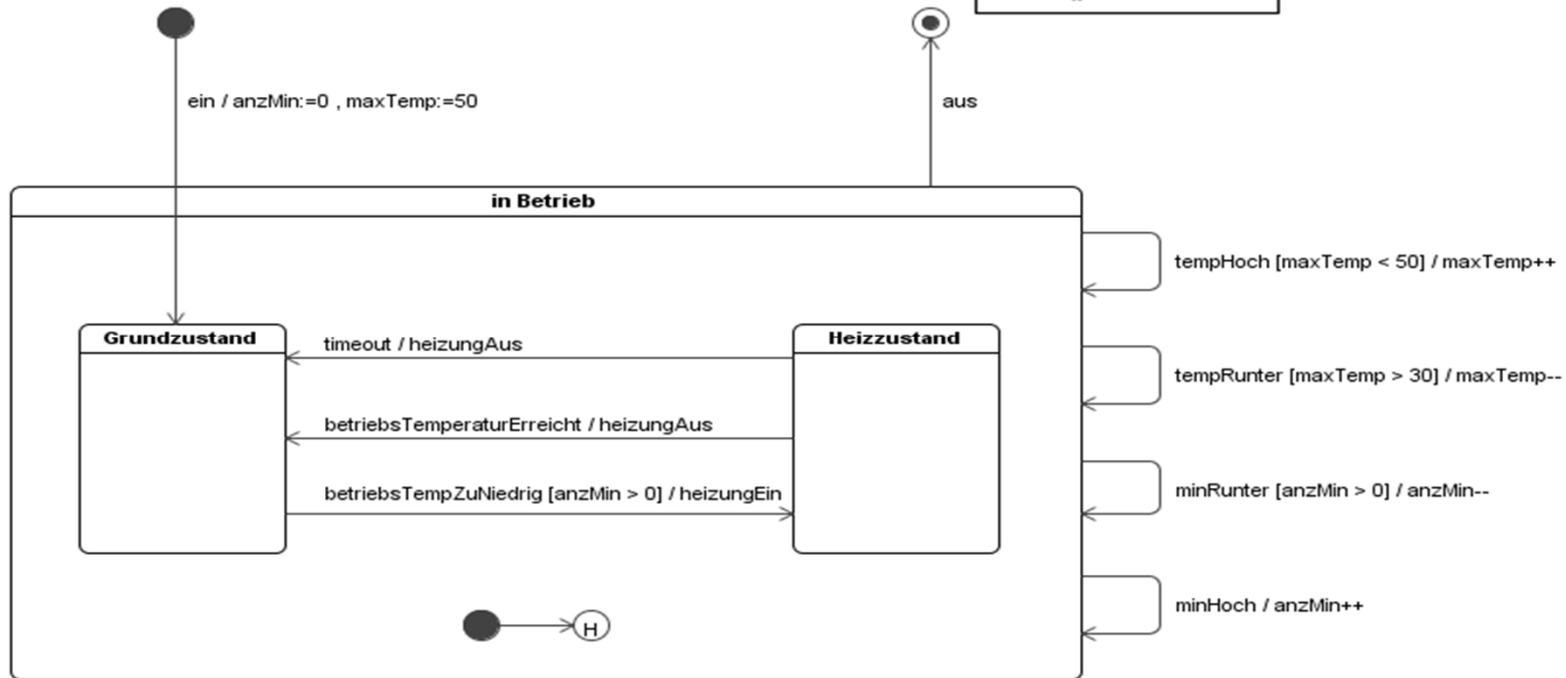 ein / anzMin:=0 , maxTemp:=50
aus
in Betrieb
tempHoch [maxTemp < 50] / maxTemp++
Grundzustand
timeout / heizungAus
Heizzustand
tempRunter [maxTemp > 30] / maxTemp--
betriebsTemperaturErreicht / heizungAus
betriebsTempZuNiedrig [anzMin > 0] / heizungEin
minRunter [anzMin > 0] / anzMin--
minHoch / anzMin++
H